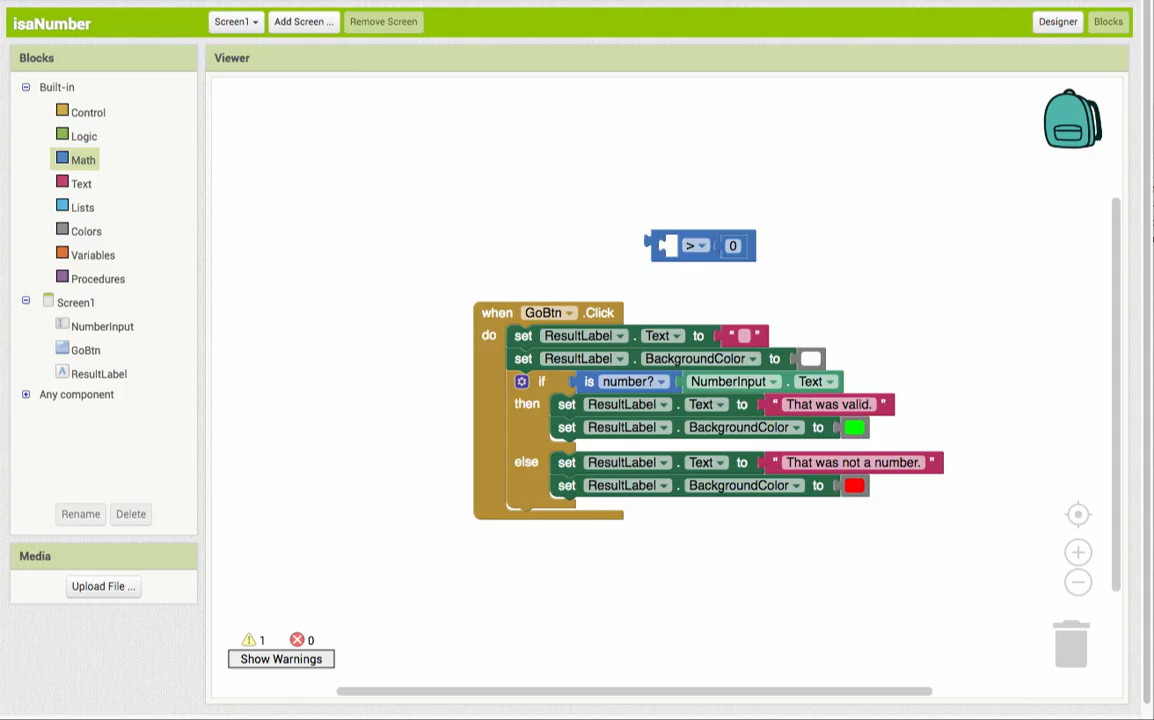 isaNumber Screen1 Add Screen ... Remove Screen Designer Blocks
Blocks
Viewer
Built-in
Control
Logic
Math
Text
Lists
Colors
Variables
Procedures
Screen1
NumberInput
GoBtn
ResultLabel
Any component
Rename Delete
Media
Upload File ...
> 0
when GoBtn .Click
do set ResultLabel . Text to " "
set ResultLabel . BackgroundColor to
if is number? NumberInput . Text
then set ResultLabel . Text to " That was valid. "
set ResultLabel . BackgroundColor to
else set ResultLabel . Text to " That was not a number. "
set ResultLabel . BackgroundColor to
1 0
Show Warnings